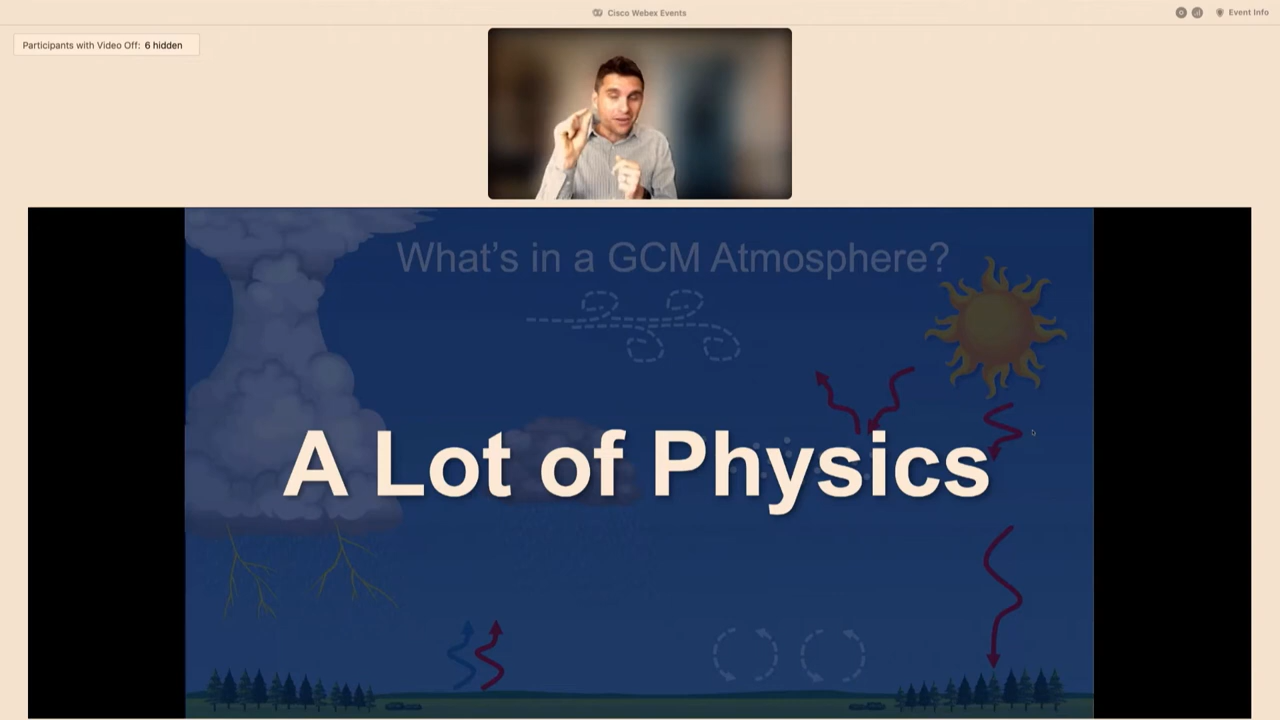 Cisco Webex Events
Event Info
Participants with Video Off: 6 hidden
What's in a GCM Atmosphere?
A Lot of Physics